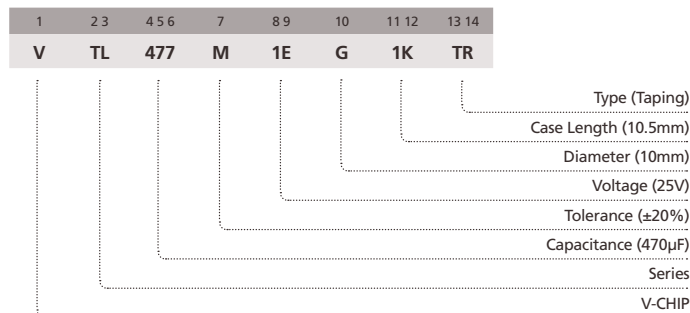 1 2 3 4 5 6 7 8 9 10 11 12 13 14
V TL 477 M 1E G 1K TR
Type (Taping)
Case Length (10.5mm)
Diameter (10mm)
Voltage (25V)
Tolerance (±20%)
Capacitance (470µF)
Series
V-CHIP